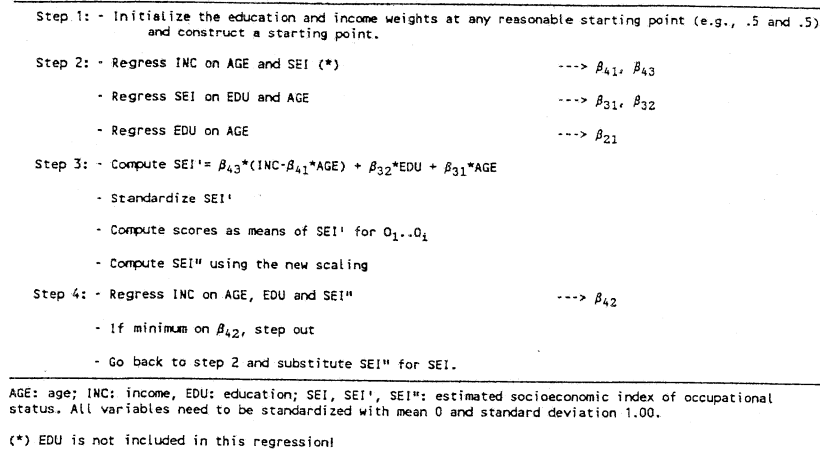 Step 1: - Initialize the education and income weights at any reasonable starting point (e.g., .5 and .5)
and construct a starting point.
Step 2: - Regress INC on AGE and SEI (*) ---> β41, β43
- Regress SEI on EDU and AGE ---> β31, β32
- Regress EDU on AGE ---> β21
Step 3: - Compute SEI'= β43*(INC-β41*AGE) + β32*EDU + β31*AGE
- Standardize SEI'
- Compute scores as means of SEI' for O1..Oi
- Compute SEI" using the new scaling
Step 4: - Regress INC on AGE, EDU and SEI" ---> β42
- If minimum on β42, step out
- Go back to step 2 and substitute SEI" for SEI.
AGE: age; INC: income, EDU: education; SEI, SEI', SEI": estimated socioeconomic index of occupational
status. All variables need to be standardized with mean 0 and standard deviation 1.00.
(*) EDU is not included in this regression!